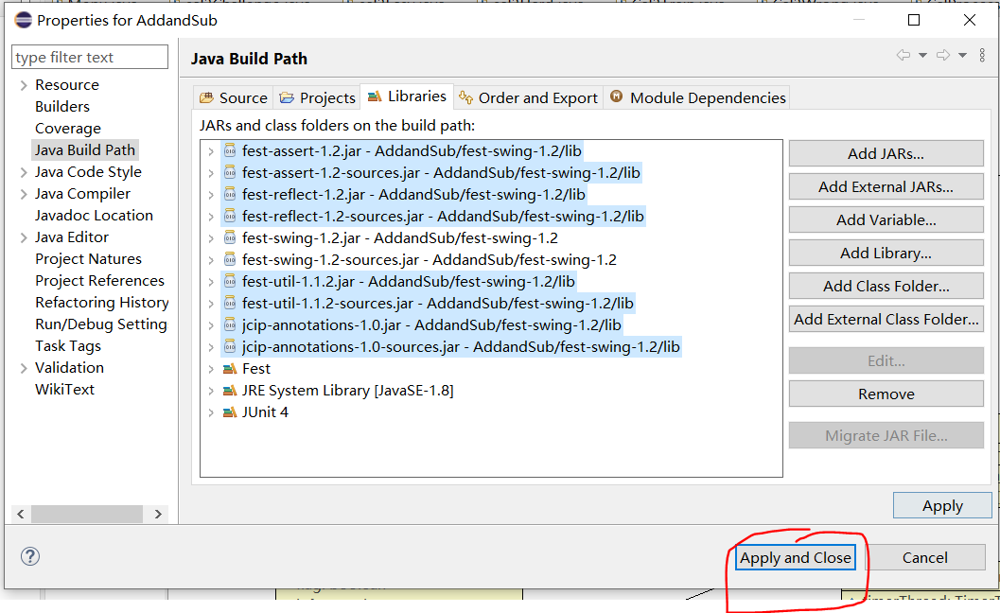 Properties for AddandSub
type filter text
Java Build Path
Resource
Builders
Coverage
Java Build Path
Java Code Style
Java Compiler
Javadoc Location
Java Editor
Project Natures
Project References
Refactoring History
Run/Debug Setting
Task Tags
Validation
WikiText
Source Projects Libraries Order and Export Module Dependencies
JARs and class folders on the build path:
fest-assert-1.2.jar - AddandSub/fest-swing-1.2/lib
fest-assert-1.2-sources.jar - AddandSub/fest-swing-1.2/lib
fest-reflect-1.2.jar - AddandSub/fest-swing-1.2/lib
fest-reflect-1.2-sources.jar - AddandSub/fest-swing-1.2/lib
fest-swing-1.2.jar - AddandSub/fest-swing-1.2
fest-swing-1.2-sources.jar - AddandSub/fest-swing-1.2
fest-util-1.1.2.jar - AddandSub/fest-swing-1.2/lib
fest-util-1.1.2-sources.jar - AddandSub/fest-swing-1.2/lib
jcip-annotations-1.0.jar - AddandSub/fest-swing-1.2/lib
jcip-annotations-1.0-sources.jar - AddandSub/fest-swing-1.2/lib
Fest
JRE System Library [JavaSE-1.8]
JUnit 4
Add JARs...
Add External JARs...
Add Variable...
Add Library...
Add Class Folder...
Add External Class Folder...
Edit...
Remove
Migrate JAR File...
Apply
Apply and Close Cancel